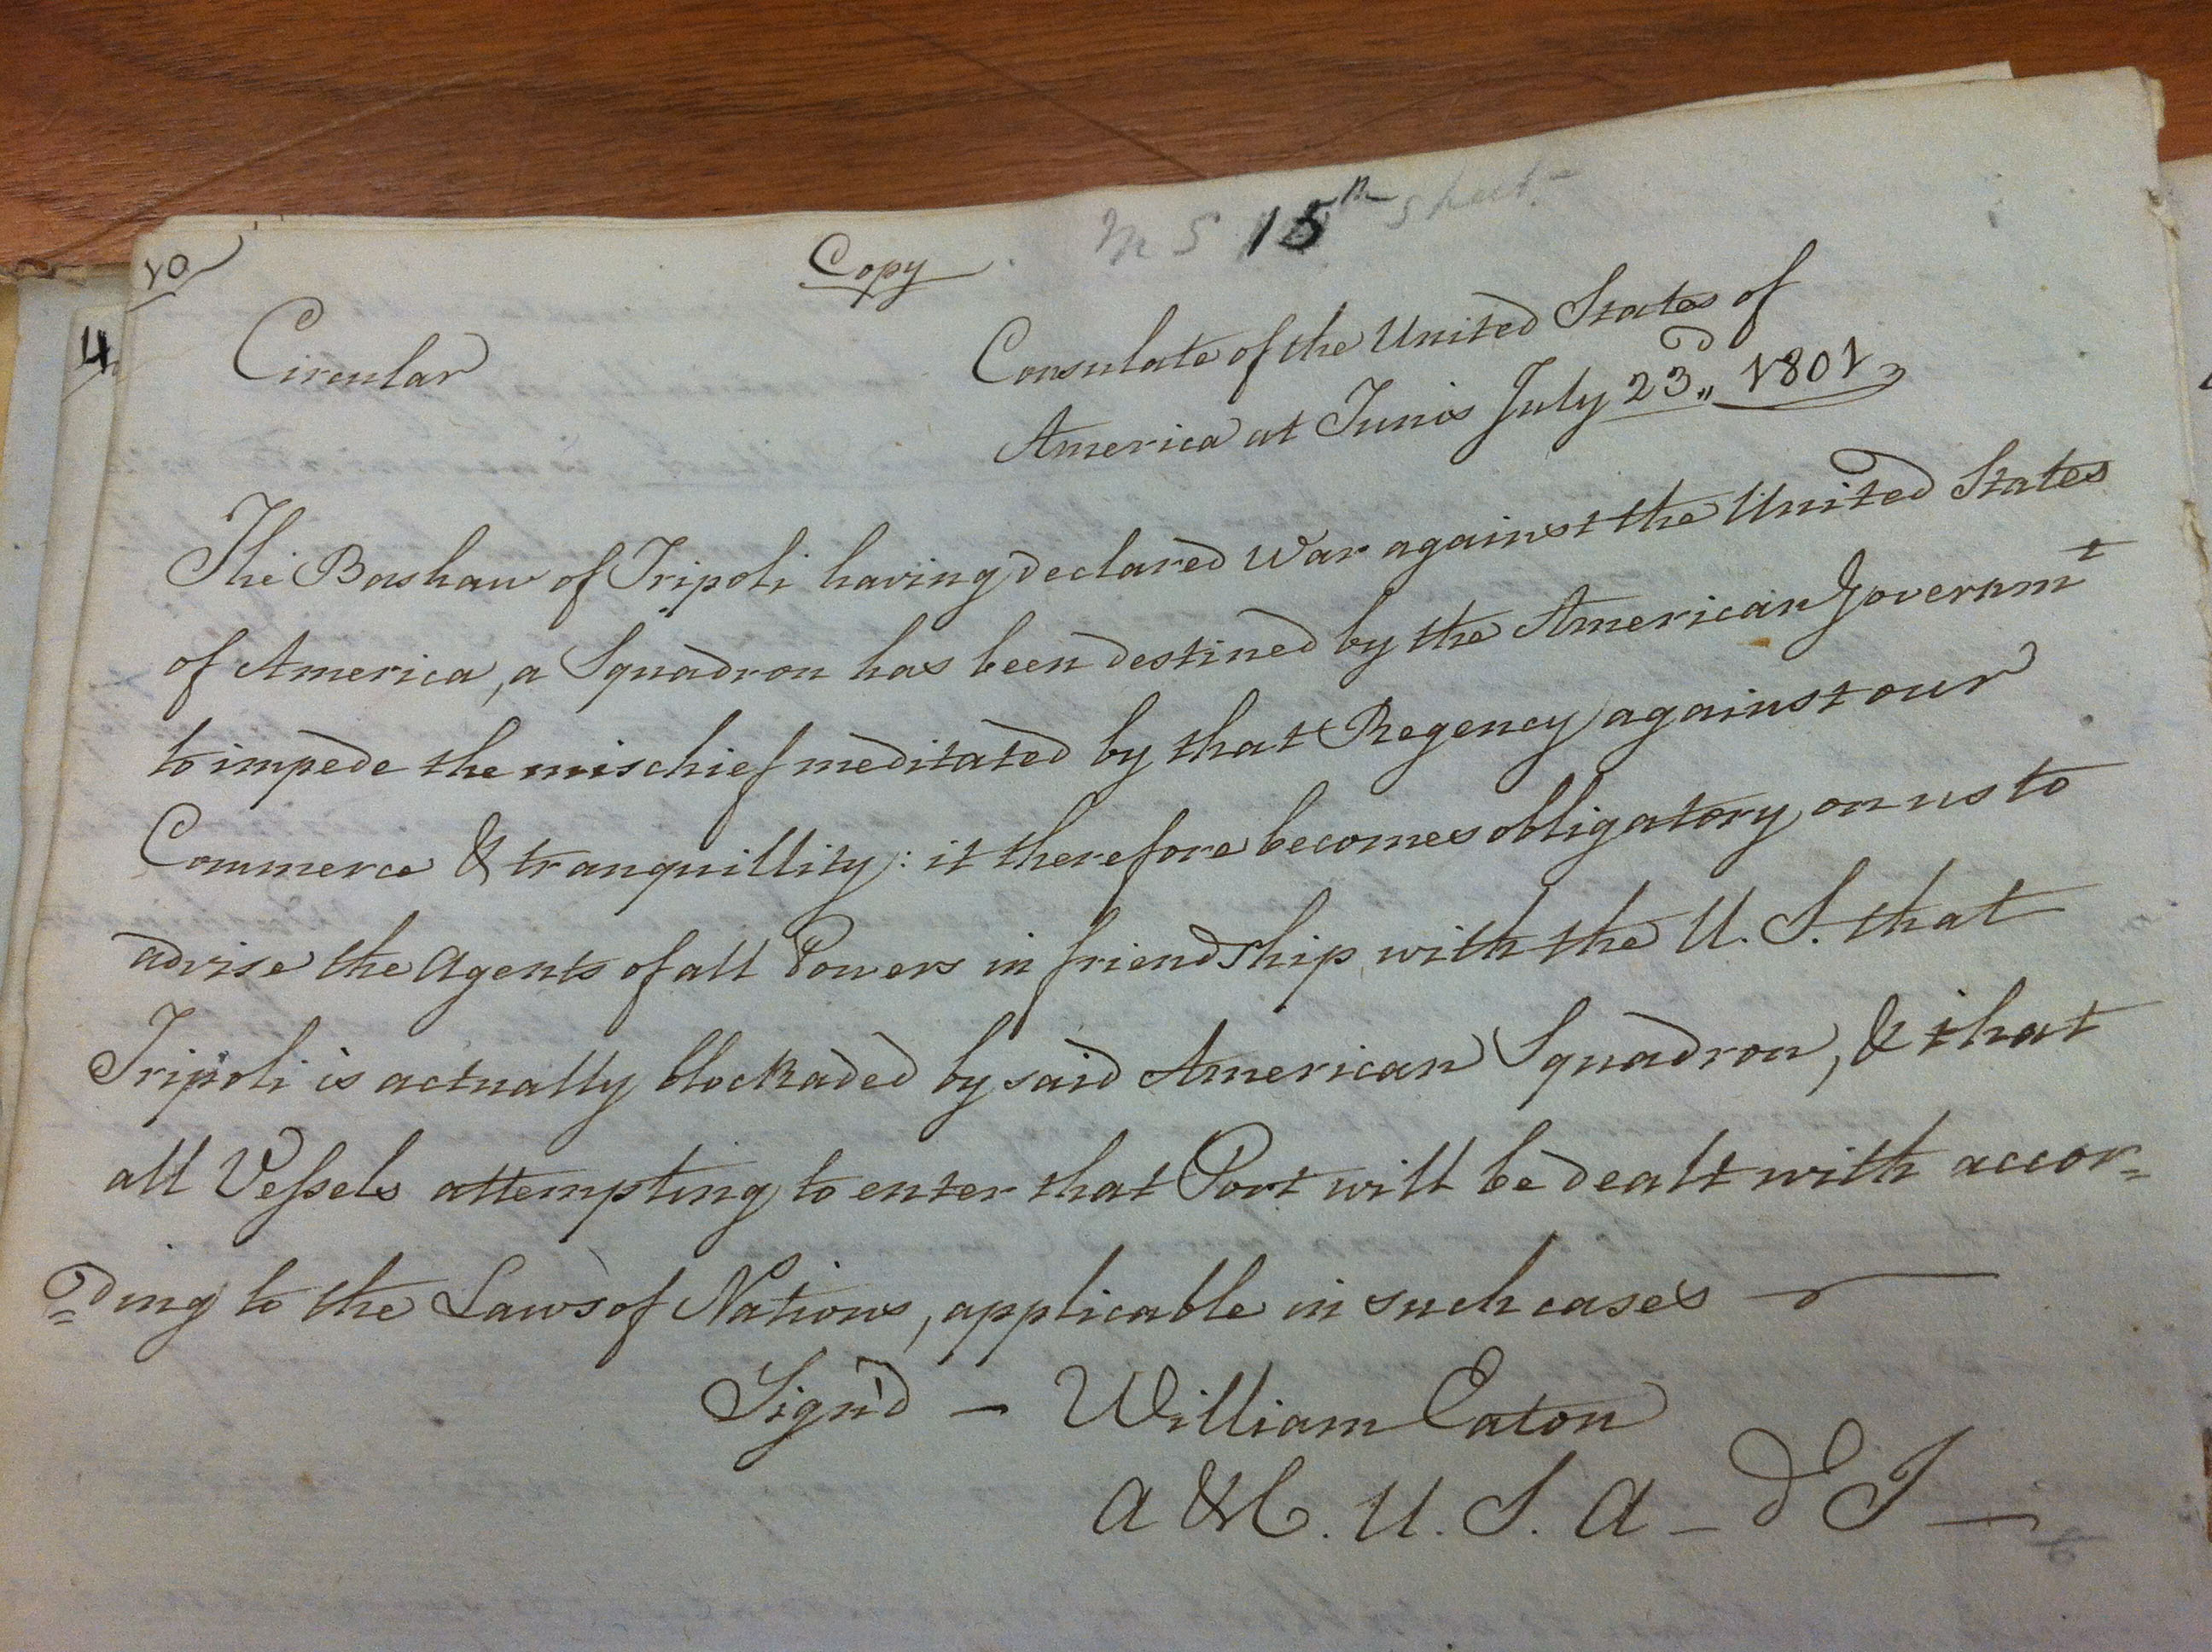 M S 15th sheet
10
Copy
4
Circular
Consulate of the United States of
America at Tunis July 23d,, 1801,
The Bashaw of Tripoli having declared War against the United States
of America, a Squadron has been destined by the American Governmt
to impede the mischief meditated by that Regency against our
Commerce & tranquillity: it therefore becomes obligatory on us to
advise the Agents of all Powers in friendship with the U. S. that
Tripoli is actually blockaded by said American Squadron, & that
all Vessels attempting to enter that Port will be dealt with accor=
=ding to the Laws of Nations, applicable in such cases —
Sign'd — William Eaton
A & C. U. S. A —